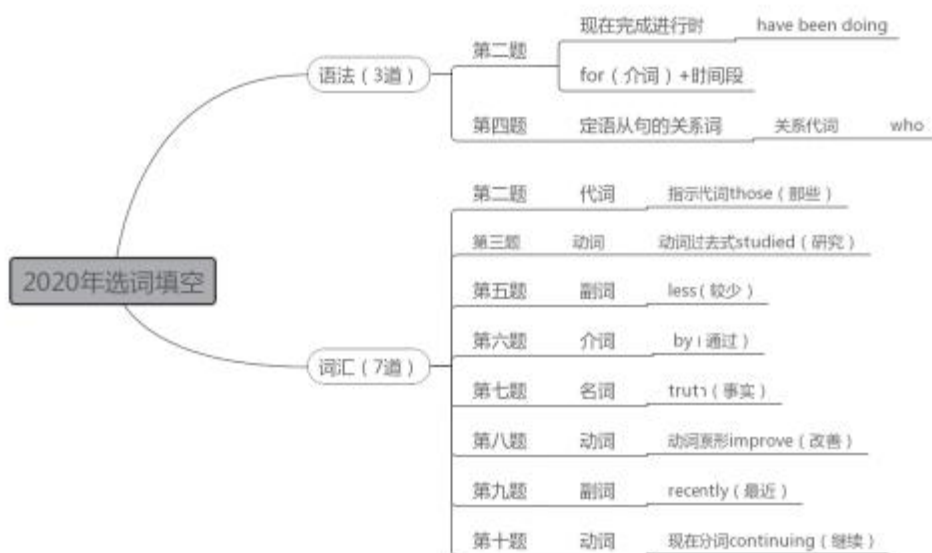 2020年选词填空
语法（3道）
第二题
现在完成进行时
have been doing
for（介词）+时间段
第四题
定语从句的关系词
关系代词
who
词汇（7道）
第二题
代词
指示代词those（那些）
第三题
动词
动词过去式studied（研究）
第五题
副词
less（较少）
第六题
介词
by（通过）
第七题
名词
truth（事实）
第八题
动词
动词原形improve（改善）
第九题
副词
recently（最近）
第十题
动词
现在分词continuing（继续）